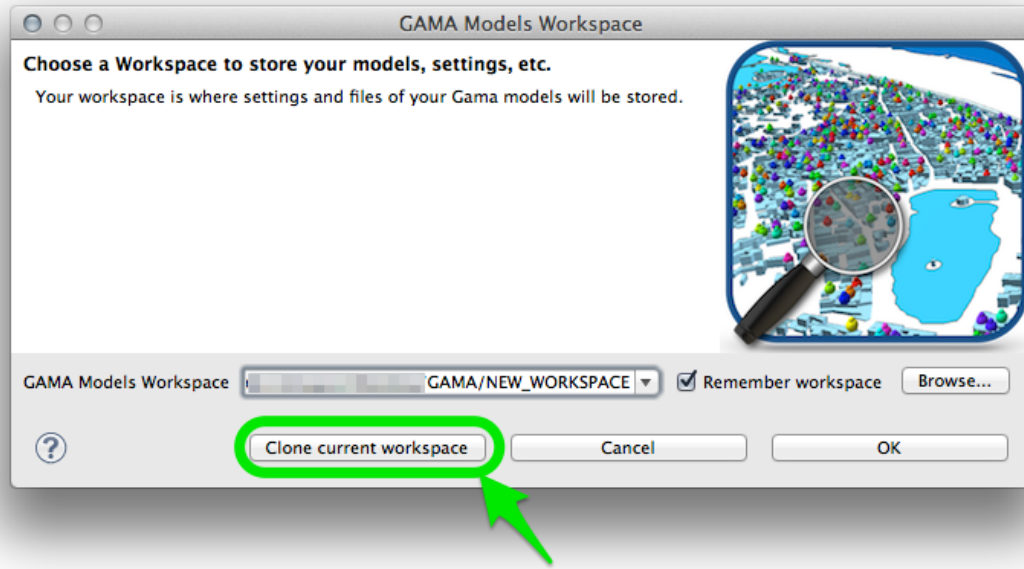 GAMA Models Workspace
Choose a Workspace to store your models, settings, etc.
Your workspace is where settings and files of your Gama models will be stored.
GAMA Models Workspace GAMA/NEW_WORKSPACE Remember workspace Browse...
? Clone current workspace Cancel OK